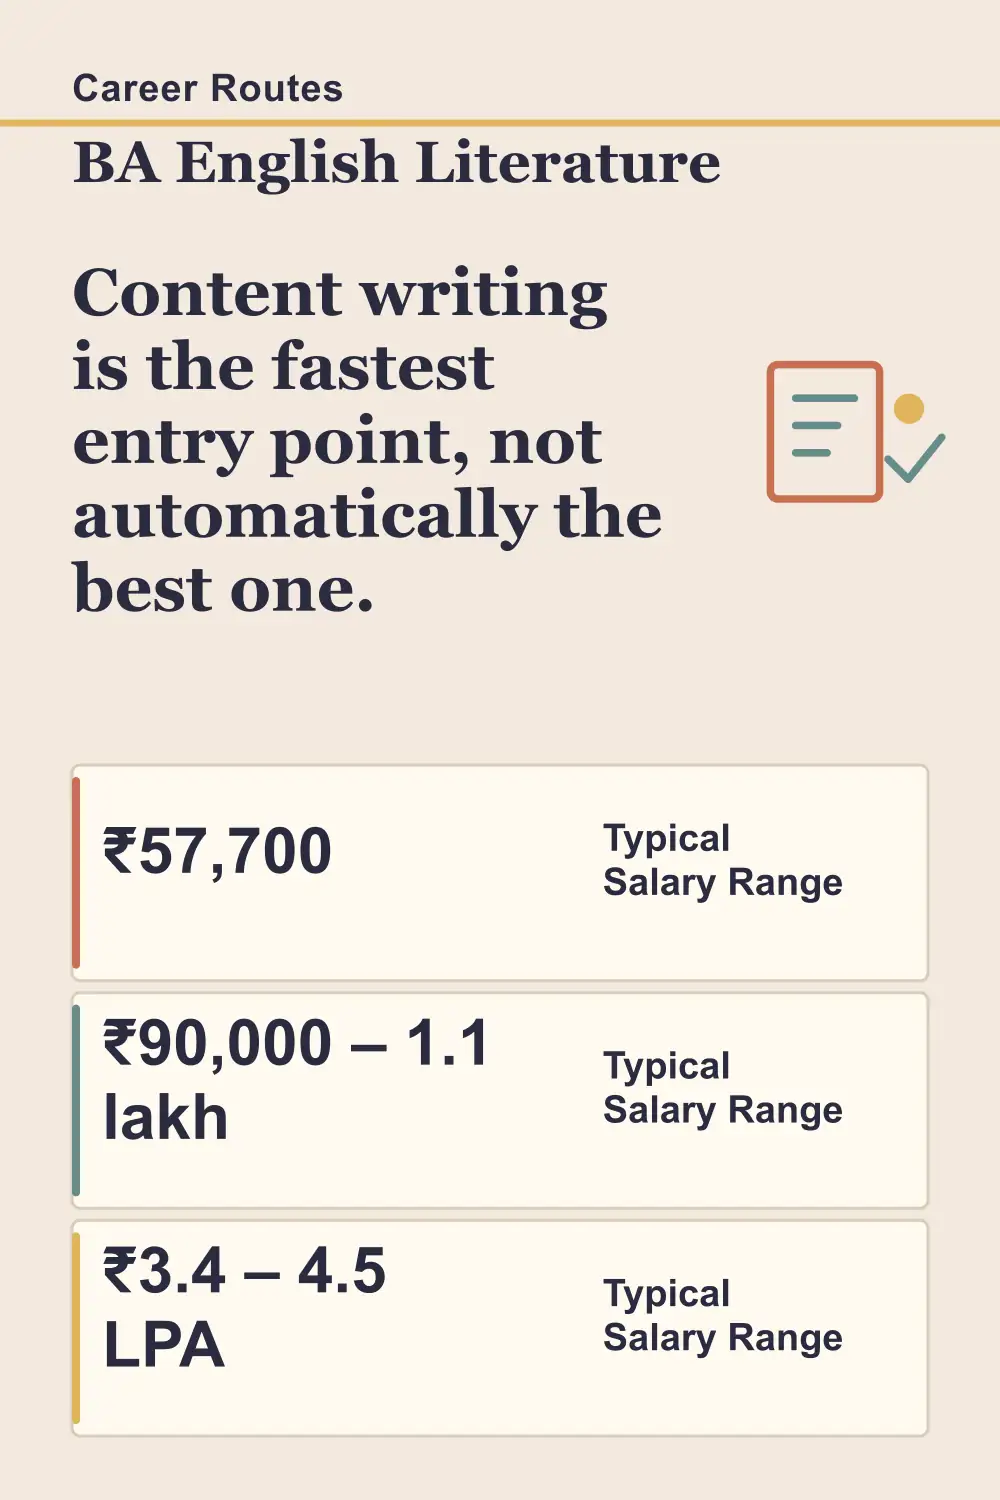 Career Routes
BA English Literature
Content writing
is the fastest
entry point, not
automatically the
best one.
₹57,700
Typical
Salary Range
₹90,000 – 1.1
lakh
Typical
Salary Range
₹3.4 – 4.5
LPA
Typical
Salary Range